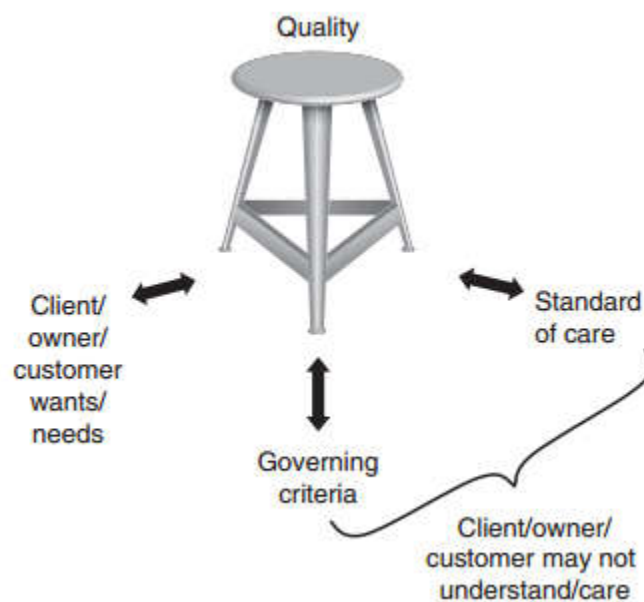 Quality
Client/
owner/
customer
wants/
needs
Standard
of care
Governing
criteria
Client/owner/
customer may not
understand/care